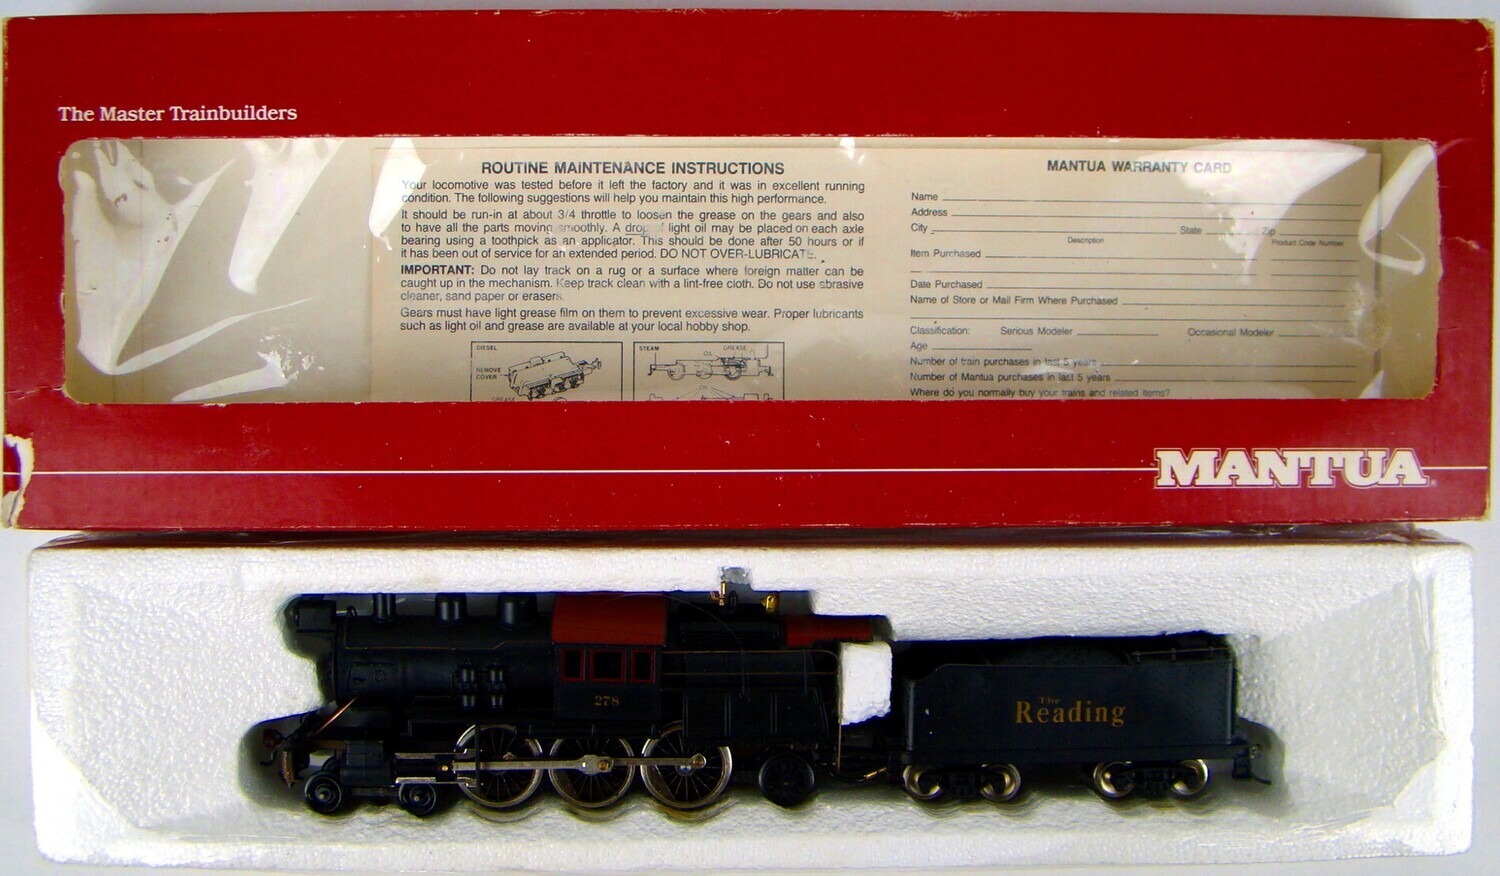 The Master Trainbuilders
ROUTINE MAINTENANCE INSTRUCTIONS
Your locomotive was tested before it left the factory and it was in excellent running
condition. The following suggestions will help you maintain this high performance.
It should be run-in at about 3/4 throttle to loosen the grease on the gears and also
to have all the parts moving smoothly. A drop of light oil may be placed on each axle
bearing using a toothpick as an applicator. This should be done after 50 hours or if
it has been out of service for an extended period. DO NOT OVER-LUBRICATE.
IMPORTANT: Do not lay track on a rug or a surface where foreign matter can be
caught up in the mechanism. Keep track clean with a lint-free cloth. Do not use abrasive
cleaner, sand paper or erasers.
Gears must have light grease film on them to prevent excessive wear. Proper lubricants
such as light oil and grease are available at your local hobby shop.
DIESEL
REMOVE
COVER
GREASE
STEAM
GREASE
OIL
OIL
MANTUA WARRANTY CARD
Name
Address
City State Zip
Description Product Code Number
Item Purchased
Date Purchased
Name of Store or Mail Firm Where Purchased
Classification: Serious Modeler Occasional Modeler
Age
Number of train purchases in last 5 years
Number of Mantua purchases in last 5 years
Where do you normally buy your trains and related items?
MANTUA
278
The
Reading